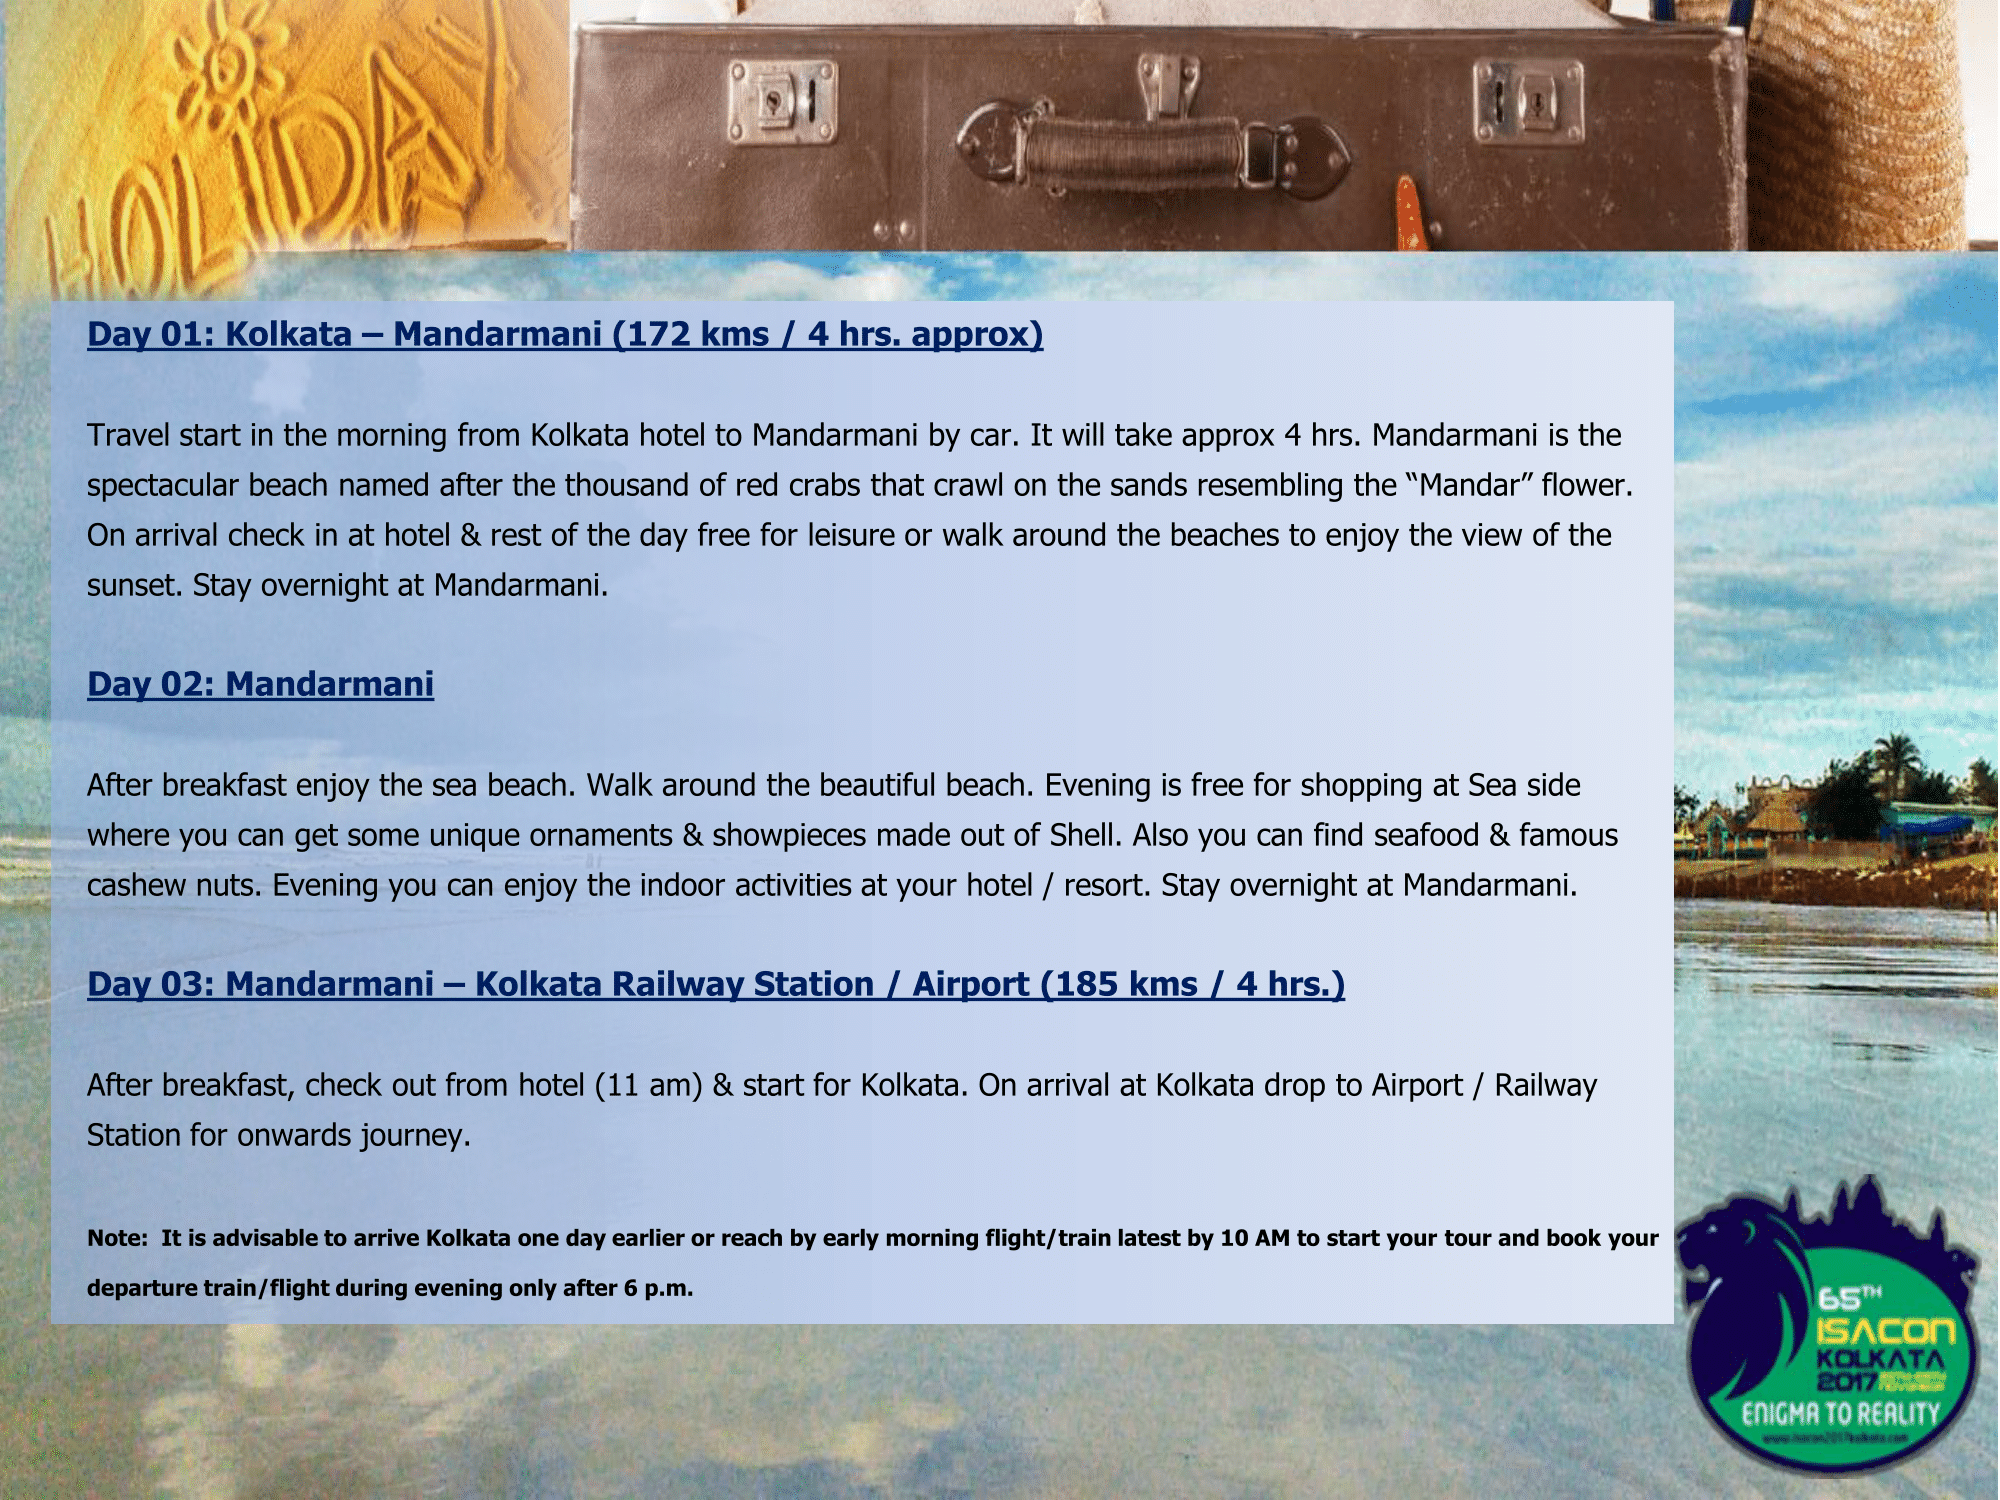 HOLIDAY
Day 01: Kolkata – Mandarmani (172 kms / 4 hrs. approx)
Travel start in the morning from Kolkata hotel to Mandarmani by car. It will take approx 4 hrs. Mandarmani is the
spectacular beach named after the thousand of red crabs that crawl on the sands resembling the “Mandar” flower.
On arrival check in at hotel & rest of the day free for leisure or walk around the beaches to enjoy the view of the
sunset. Stay overnight at Mandarmani.
Day 02: Mandarmani
After breakfast enjoy the sea beach. Walk around the beautiful beach. Evening is free for shopping at Sea side
where you can get some unique ornaments & showpieces made out of Shell. Also you can find seafood & famous
cashew nuts. Evening you can enjoy the indoor activities at your hotel / resort. Stay overnight at Mandarmani.
Day 03: Mandarmani – Kolkata Railway Station / Airport (185 kms / 4 hrs.)
After breakfast, check out from hotel (11 am) & start for Kolkata. On arrival at Kolkata drop to Airport / Railway
Station for onwards journey.
Note:  It is advisable to arrive Kolkata one day earlier or reach by early morning flight/train latest by 10 AM to start your tour and book your
departure train/flight during evening only after 6 p.m.
65TH
ISACON
KOLKATA
2017
ENIGMA TO REALITY